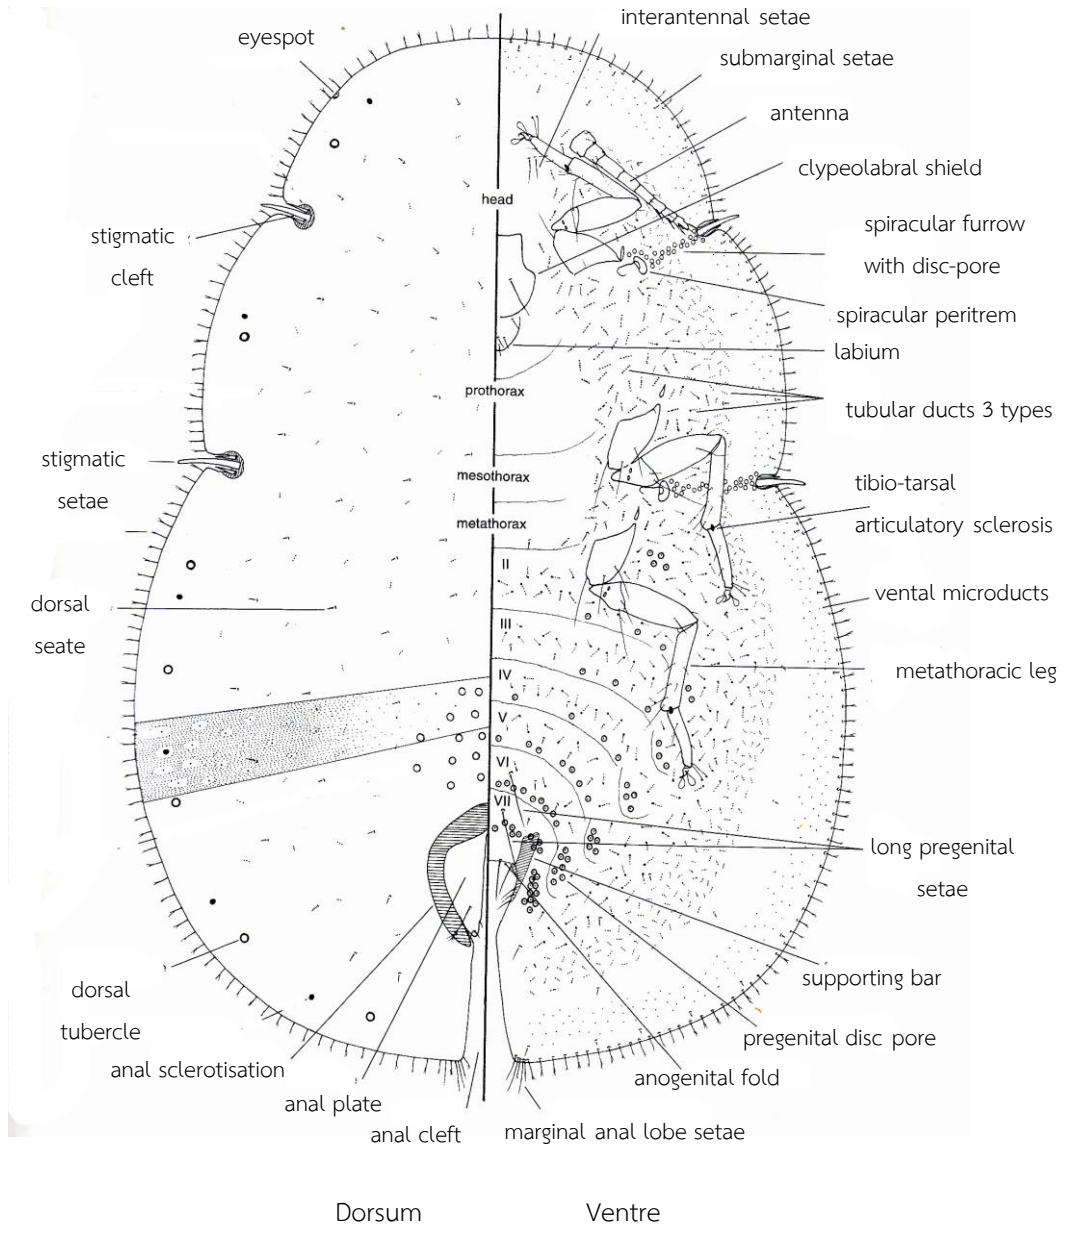 interantennal setae
eyespot
submarginal setae
antenna
clypeolabral shield
head
spiracular furrow
with disc-pore
stigmatic
cleft
spiracular peritrem
labium
prothorax
tubular ducts 3 types
stigmatic
setae
mesothorax
tibio-tarsal
articulatory sclerosis
metathorax
II
vental microducts
dorsal
seate
III
metathoracic leg
IV
V
VI
VII
long pregenital
setae
supporting bar
dorsal
tubercle
pregenital disc pore
anal sclerotisation
anogenital fold
anal plate
anal cleft
marginal anal lobe setae
Dorsum
Ventre